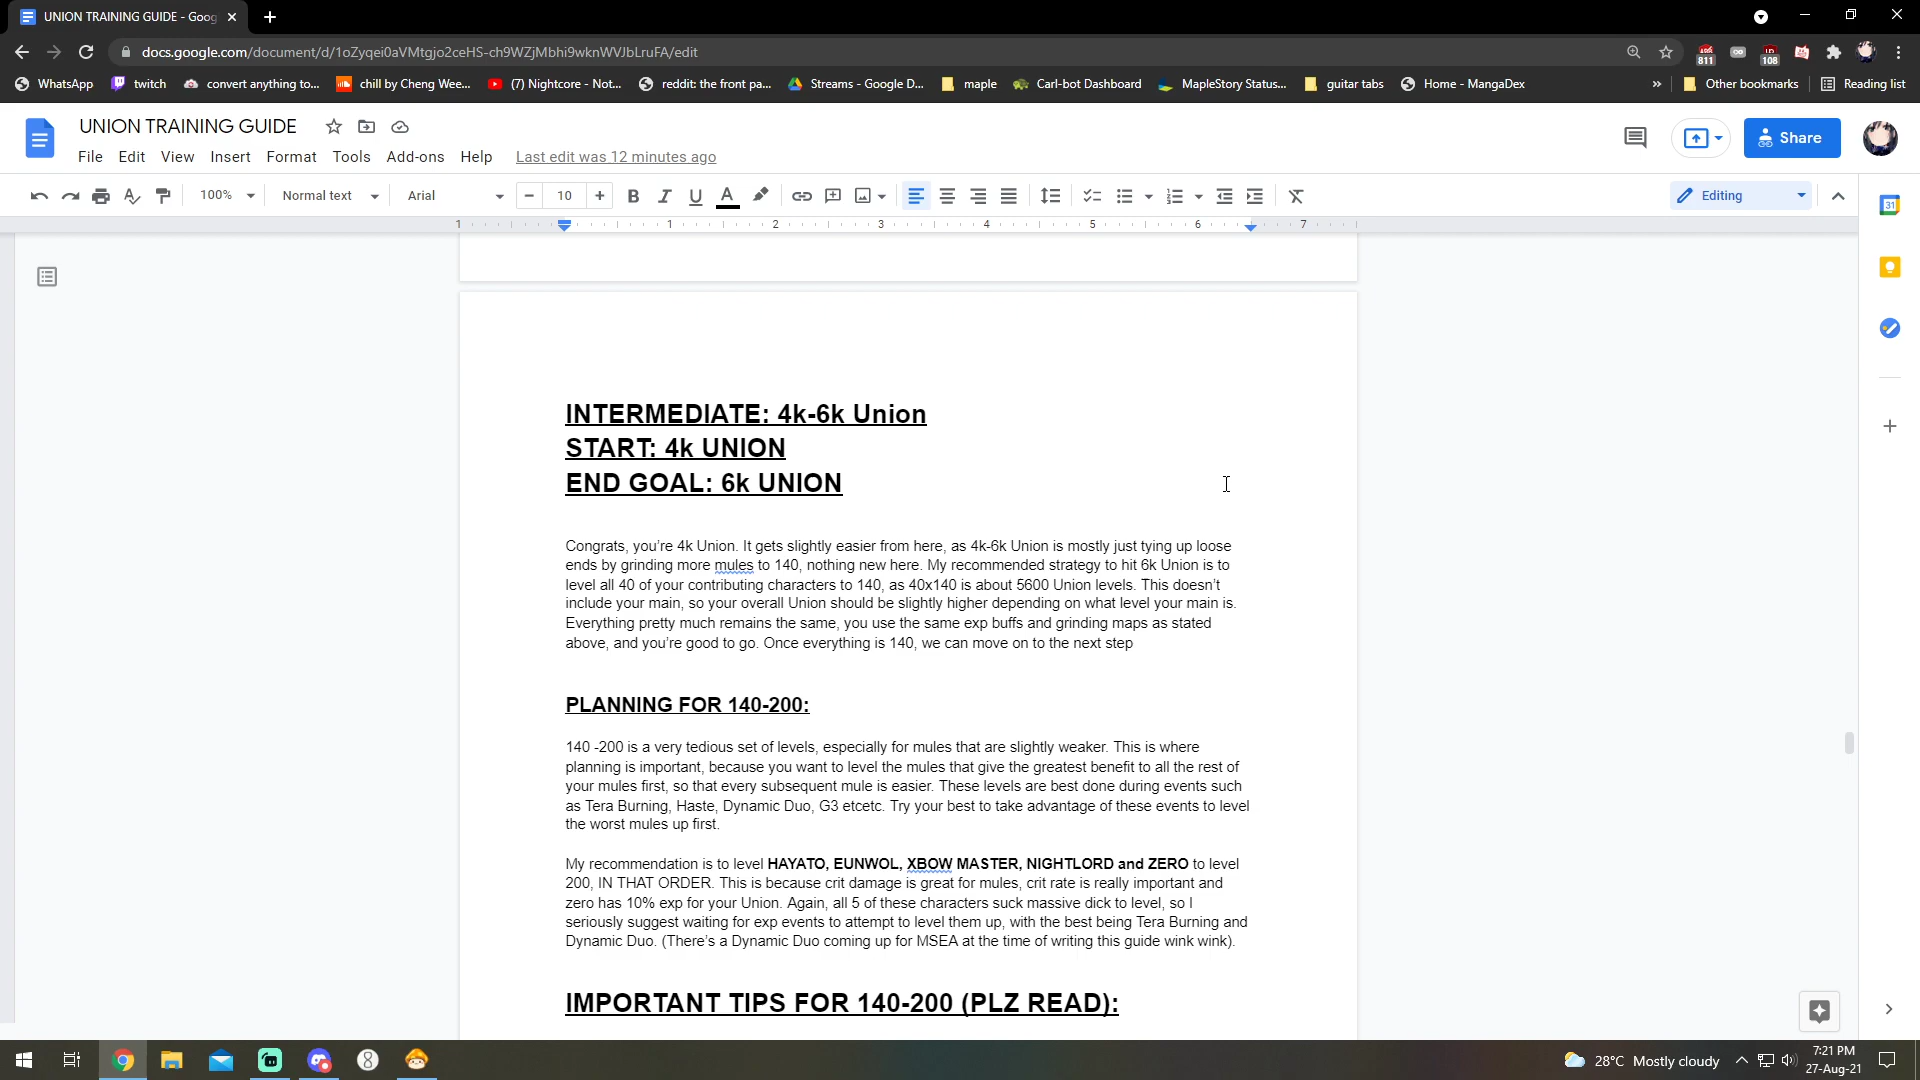 UNION TRAINING GUIDE - Goog
docs.google.com/document/d/1oZyqei0aVMtgjo2ceHS-ch9WZjMbhi9wknWVJbLruFA/edit
811
108
WhatsApp twitch convert anything to... chill by Cheng Wee... (7) Nightcore - Not... reddit: the front pa... Streams - Google D... maple Carl-bot Dashboard MapleStory Status... guitar tabs Home - MangaDex » Other bookmarks Reading list
UNION TRAINING GUIDE
Share
File Edit View Insert Format Tools Add-ons Help Last edit was 12 minutes ago
100% Normal text Arial 10 Editing
31
1 1 2 3 4 5 6 7
INTERMEDIATE: 4k-6k Union
START: 4k UNION
END GOAL: 6k UNION
Congrats, you're 4k Union. It gets slightly easier from here, as 4k-6k Union is mostly just tying up loose
ends by grinding more mules to 140, nothing new here. My recommended strategy to hit 6k Union is to
level all 40 of your contributing characters to 140, as 40x140 is about 5600 Union levels. This doesn't
include your main, so your overall Union should be slightly higher depending on what level your main is.
Everything pretty much remains the same, you use the same exp buffs and grinding maps as stated
above, and you're good to go. Once everything is 140, we can move on to the next step
PLANNING FOR 140-200:
140 -200 is a very tedious set of levels, especially for mules that are slightly weaker. This is where
planning is important, because you want to level the mules that give the greatest benefit to all the rest of
your mules first, so that every subsequent mule is easier. These levels are best done during events such
as Tera Burning, Haste, Dynamic Duo, G3 etcetc. Try your best to take advantage of these events to level
the worst mules up first.
My recommendation is to level HAYATO, EUNWOL, XBOW MASTER, NIGHTLORD and ZERO to level
200, IN THAT ORDER. This is because crit damage is great for mules, crit rate is really important and
zero has 10% exp for your Union. Again, all 5 of these characters suck massive dick to level, so I
seriously suggest waiting for exp events to attempt to level them up, with the best being Tera Burning and
Dynamic Duo. (There's a Dynamic Duo coming up for MSEA at the time of writing this guide wink wink).
IMPORTANT TIPS FOR 140-200 (PLZ READ):
28°C Mostly cloudy
7:21 PM
27-Aug-21